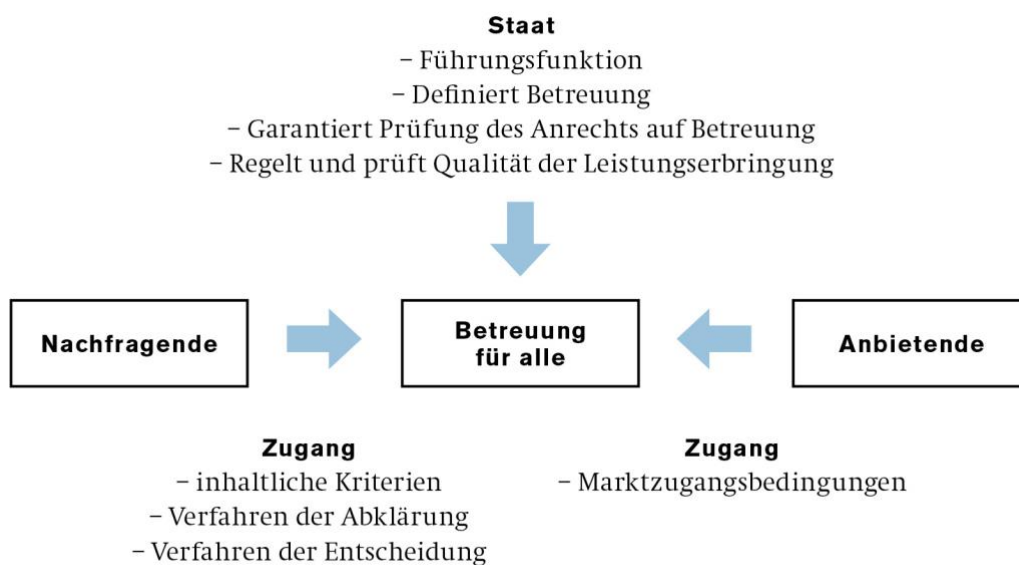 Staat
– Führungsfunktion
– Definiert Betreuung
– Garantiert Prüfung des Anrechts auf Betreuung
– Regelt und prüft Qualität der Leistungserbringung
Nachfragende
Betreuung
für alle
Anbietende
Zugang
– inhaltliche Kriterien
– Verfahren der Abklärung
– Verfahren der Entscheidung
Zugang
– Marktzugangsbedingungen